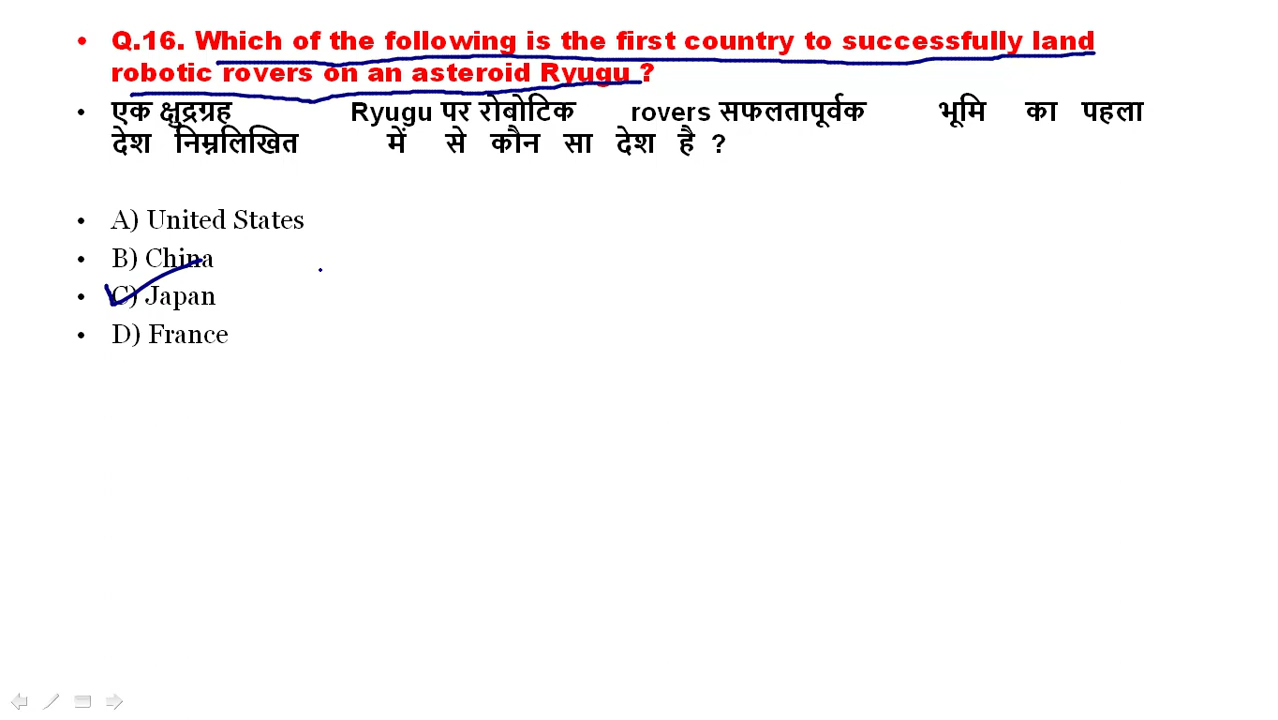 • Q.16. Which of the following is the first country to successfully land
robotic rovers on an asteroid Ryugu ?
• एक क्षुद्रग्रह Ryugu पर रोबोटिक rovers सफलतापूर्वक भूमि का पहला
देश निम्नलिखित में से कौन सा देश है ?
• A) United States
• B) China
• C) Japan
• D) France